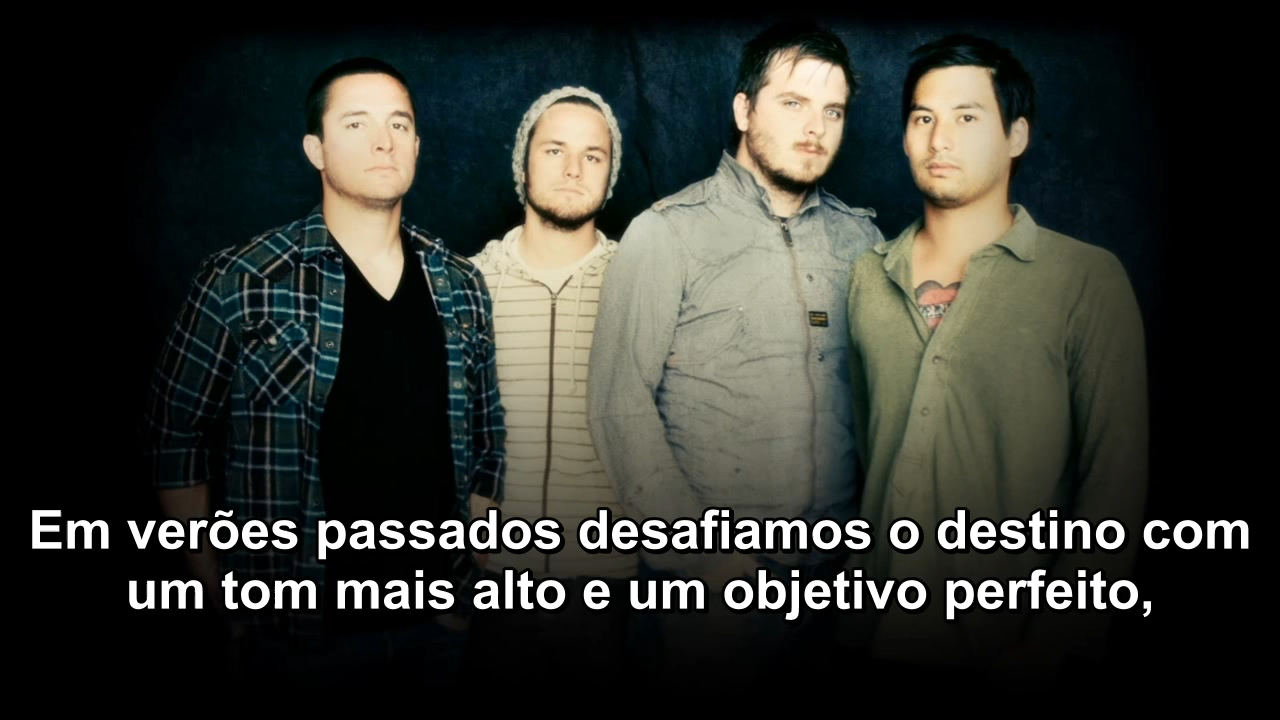 Em verões passados desafiamos o destino com
um tom mais alto e um objetivo perfeito,